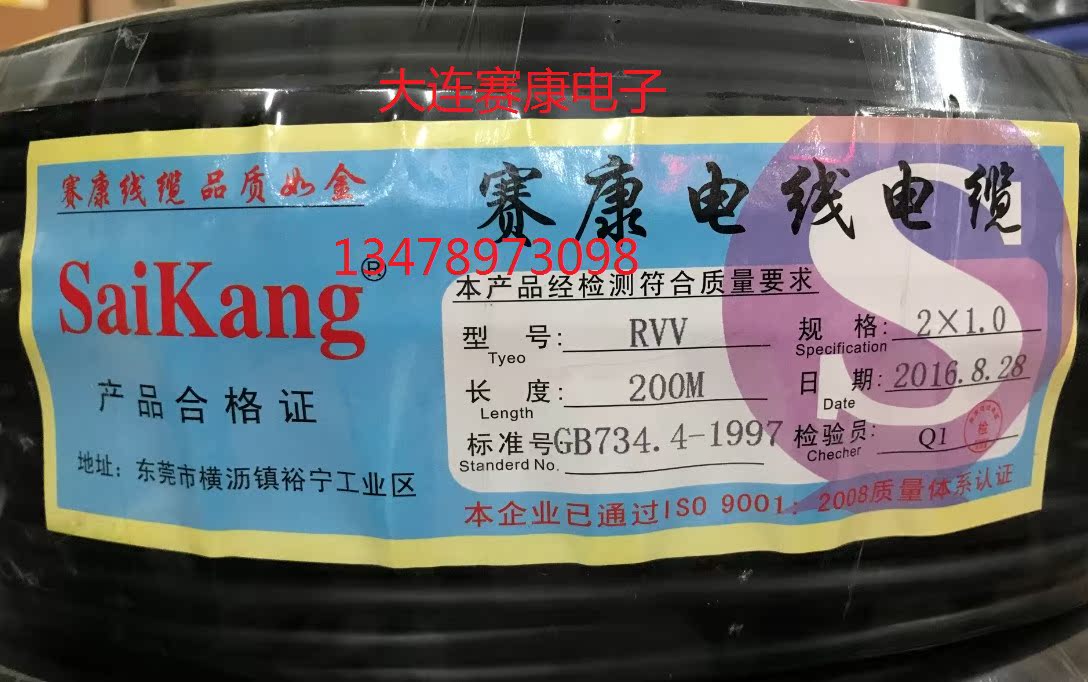 大连赛康电子
赛康线缆品质如金
赛康电线电缆
13478973098
SaiKang®
本产品经检测符合质量要求
型 号: RVV
Tyeo
规 格: 2×1.0
Specification
长 度: 200M
Length
日 期: 2016.8.28
Date
标准号GB734.4-1997
Standerd No.
检验员: Q1
Checher
检
产品合格证
地址：东莞市横沥镇裕宁工业区
本企业已通过ISO 9001：2008质量体系认证